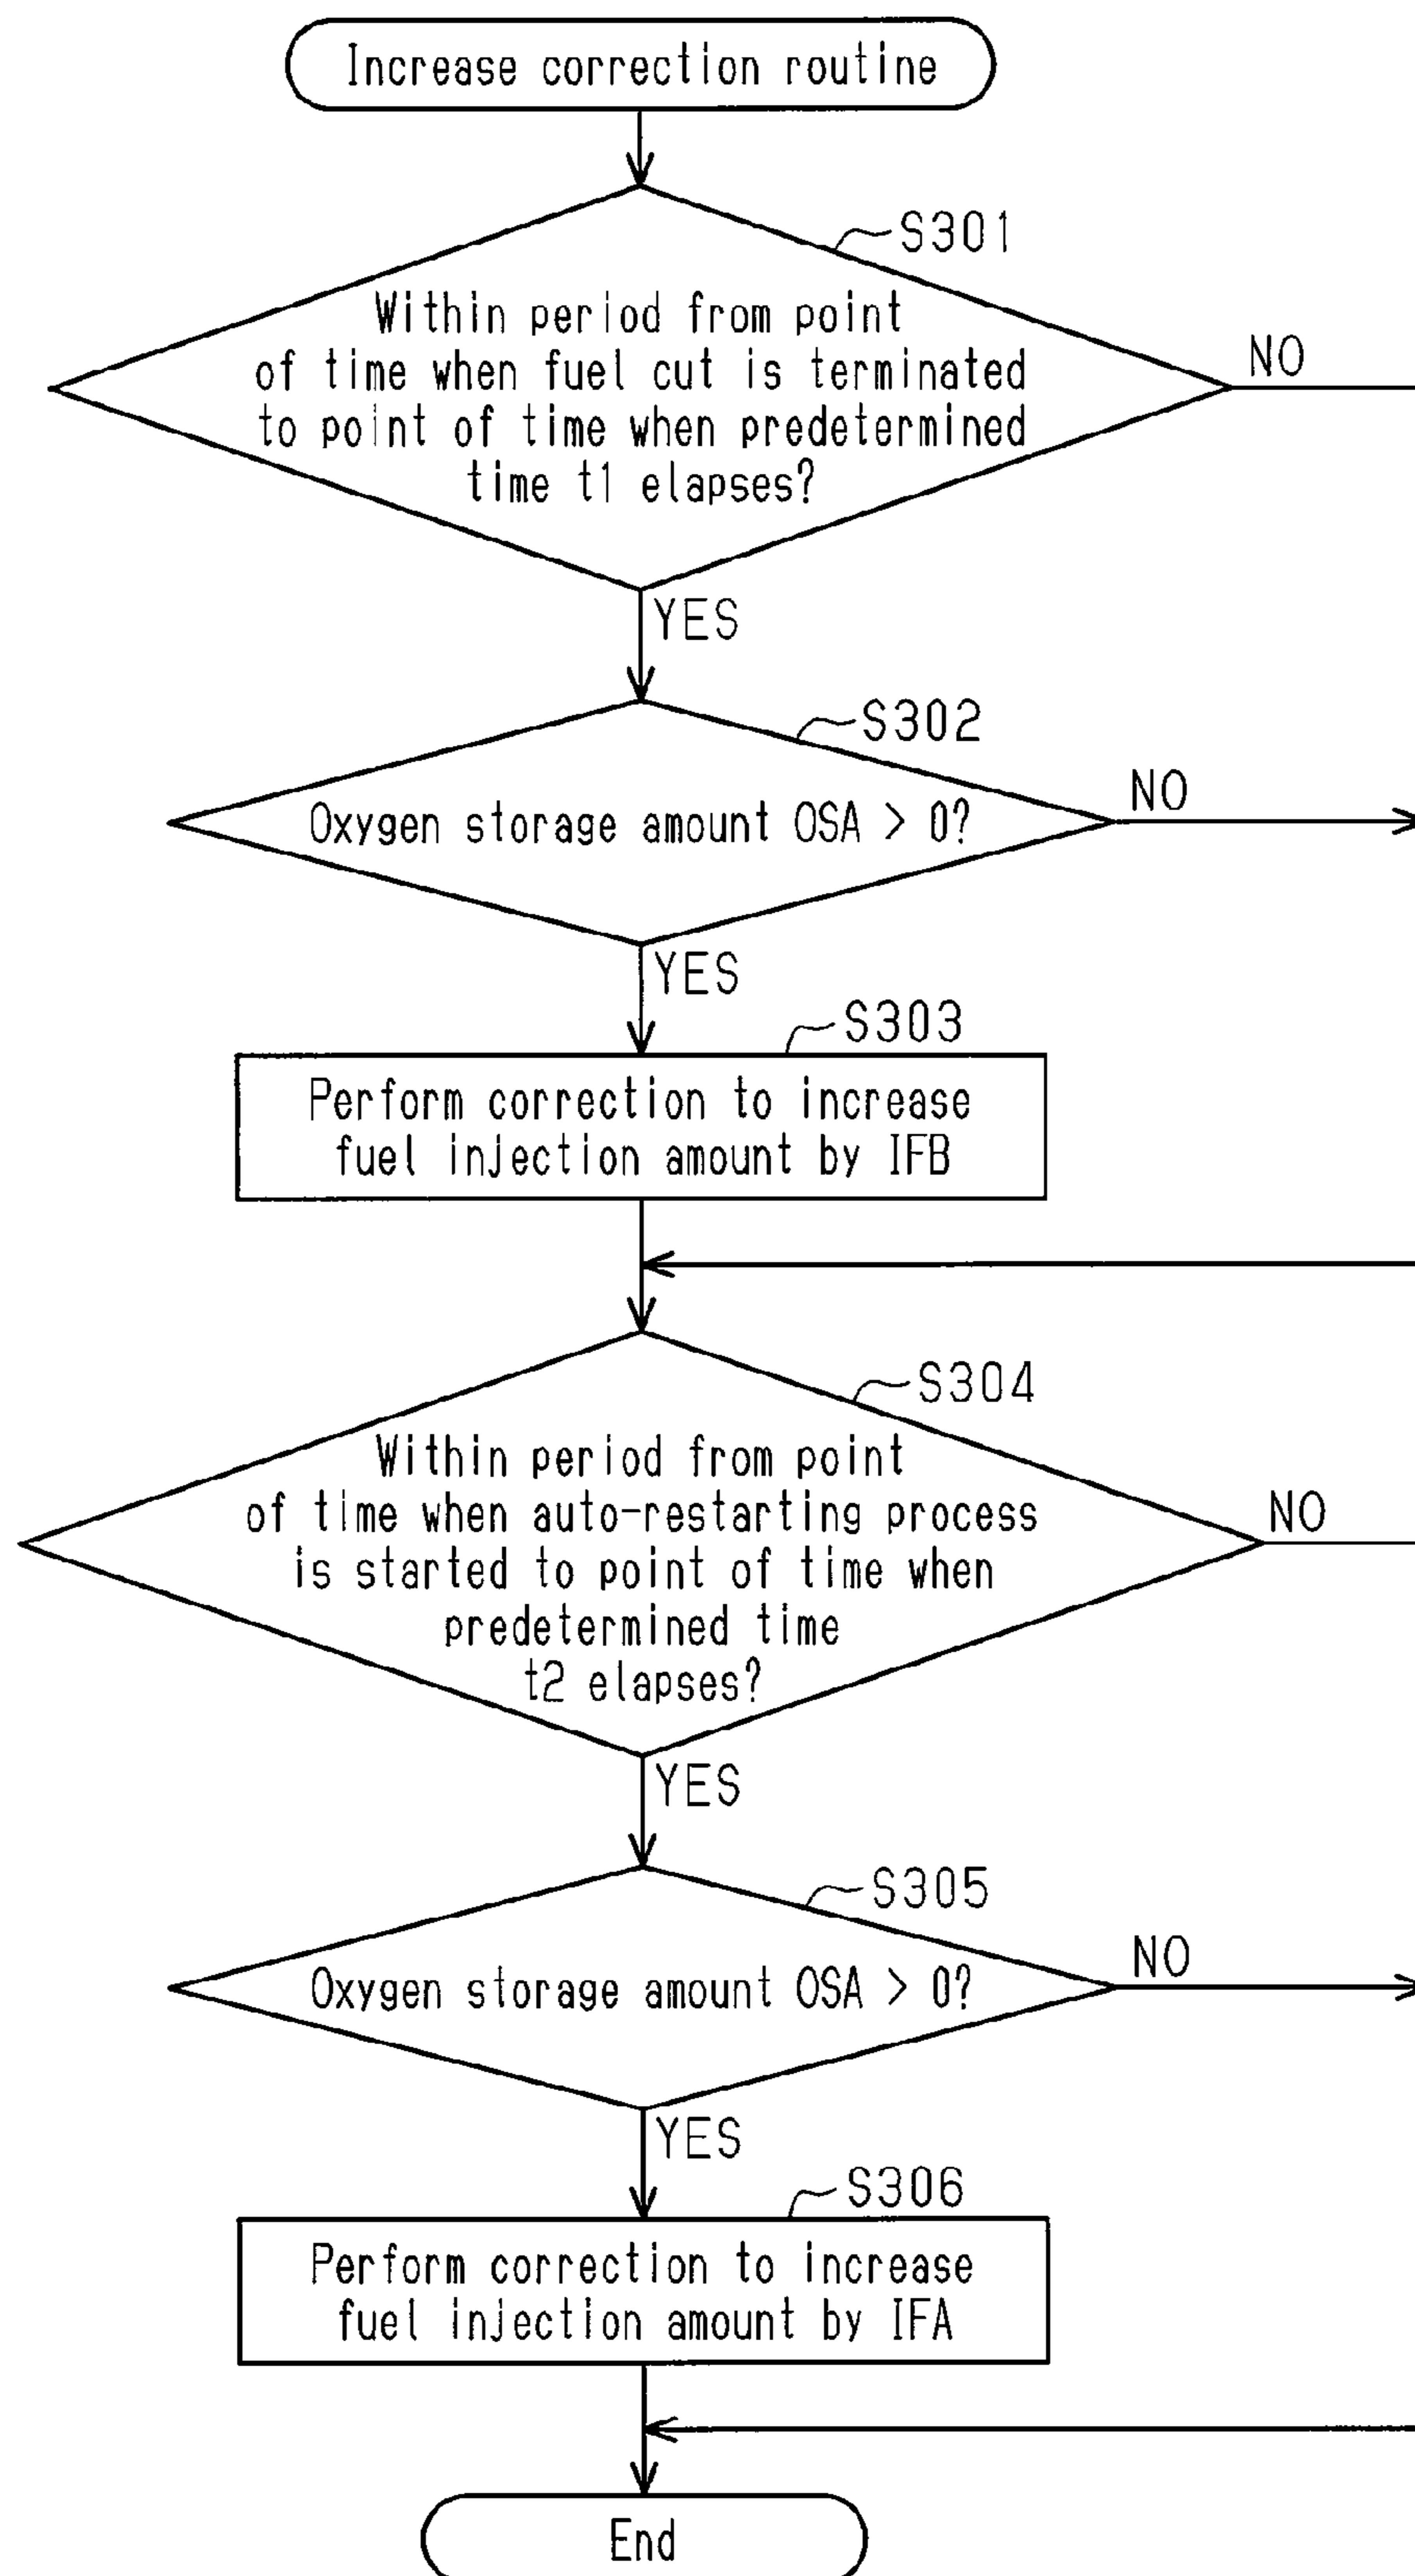 Increase correction routine
S301
Within period from point
of time when fuel cut is terminated
to point of time when predetermined
time t1 elapses?
NO
YES
S302
Oxygen storage amount OSA > 0?
NO
YES
S303
Perform correction to increase
fuel injection amount by IFB
S304
Within period from point
of time when auto-restarting process
is started to point of time when
predetermined time
t2 elapses?
NO
YES
S305
Oxygen storage amount OSA > 0?
NO
YES
S306
Perform correction to increase
fuel injection amount by IFA
End